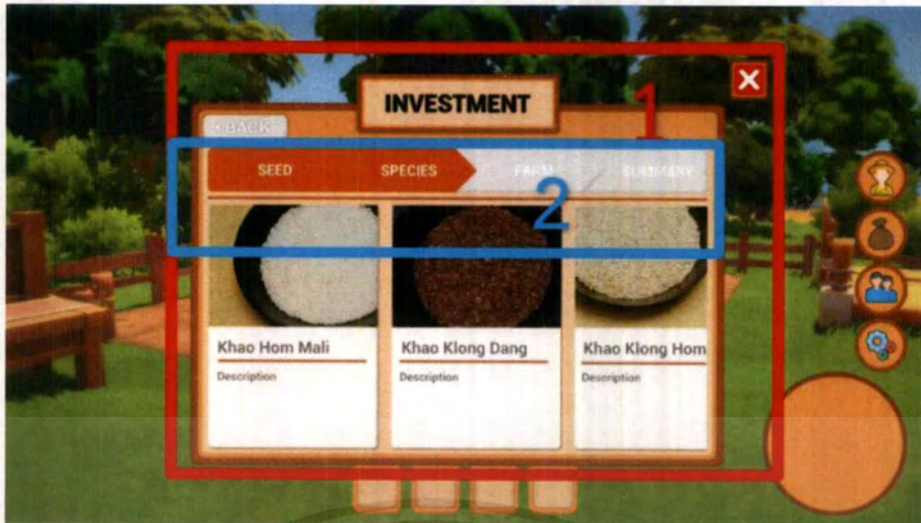 INVESTMENT
1
< BACK
SEED SPECIES FARM SUMMARY
2
Khao Hom Mali Khao Klong Dang Khao Klong Hom
Description Description Description